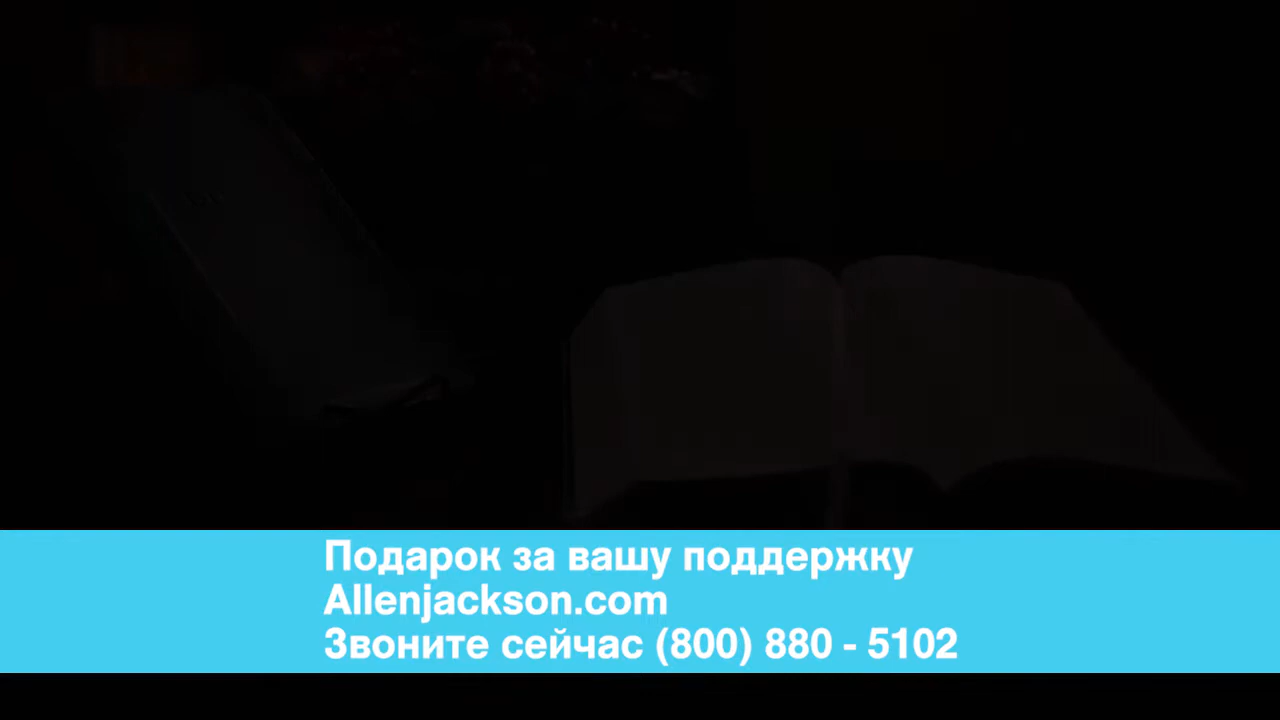 Подарок за вашу поддержку
Allenjackson.com
Звоните сейчас (800) 880 - 5102